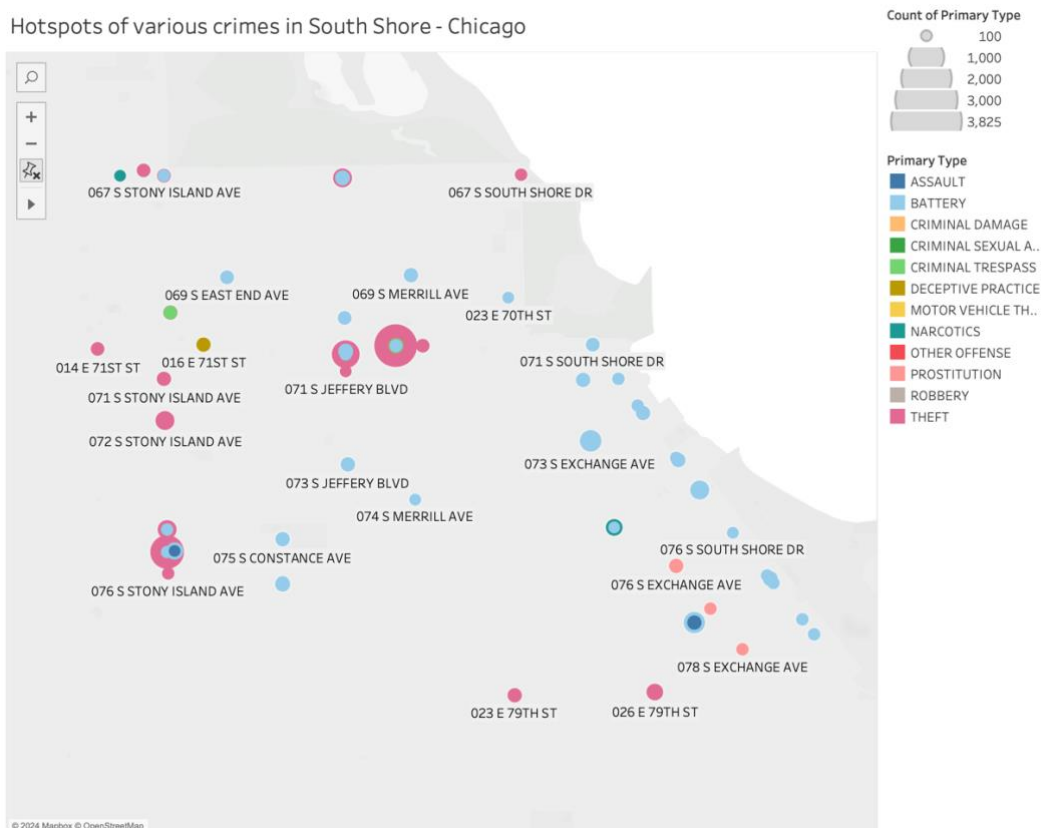 Hotspots of various crimes in South Shore - Chicago
067 S STONY ISLAND AVE
067 S SOUTH SHORE DR
069 S EAST END AVE
069 S MERRILL AVE
023 E 70TH ST
014 E 71ST ST
016 E 71ST ST
071 S SOUTH SHORE DR
071 S JEFFERY BLVD
071 S STONY ISLAND AVE
072 S STONY ISLAND AVE
073 S EXCHANGE AVE
073 S JEFFERY BLVD
074 S MERRILL AVE
076 S SOUTH SHORE DR
075 S CONSTANCE AVE
076 S EXCHANGE AVE
076 S STONY ISLAND AVE
078 S EXCHANGE AVE
023 E 79TH ST
026 E 79TH ST
© 2024 Mapbox © OpenStreetMap
Count of Primary Type
100
1,000
2,000
3,000
3,825
Primary Type
ASSAULT
BATTERY
CRIMINAL DAMAGE
CRIMINAL SEXUAL A..
CRIMINAL TRESPASS
DECEPTIVE PRACTICE
MOTOR VEHICLE TH..
NARCOTICS
OTHER OFFENSE
PROSTITUTION
ROBBERY
THEFT